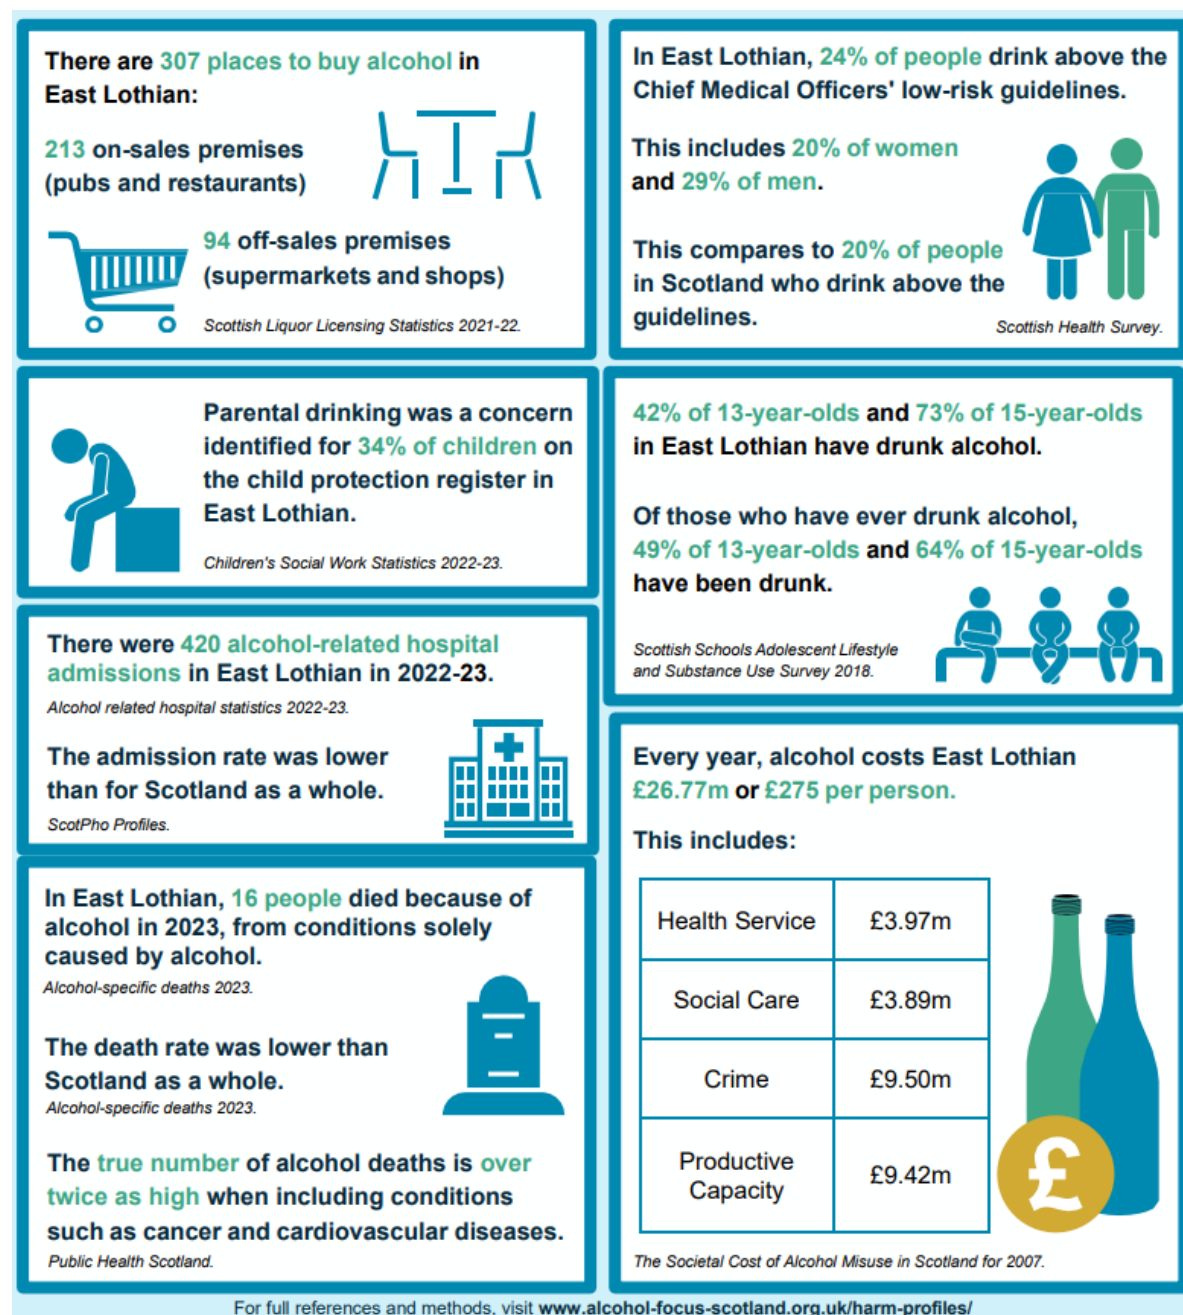 There are 307 places to buy alcohol in
East Lothian:
213 on-sales premises
(pubs and restaurants)
94 off-sales premises
(supermarkets and shops)
Scottish Liquor Licensing Statistics 2021-22.
In East Lothian, 24% of people drink above the
Chief Medical Officers' low-risk guidelines.
This includes 20% of women
and 29% of men.
This compares to 20% of people
in Scotland who drink above the
guidelines.
Scottish Health Survey.
Parental drinking was a concern
identified for 34% of children on
the child protection register in
East Lothian.
Children's Social Work Statistics 2022-23.
42% of 13-year-olds and 73% of 15-year-olds
in East Lothian have drunk alcohol.
Of those who have ever drunk alcohol,
49% of 13-year-olds and 64% of 15-year-olds
have been drunk.
Scottish Schools Adolescent Lifestyle
and Substance Use Survey 2018.
There were 420 alcohol-related hospital
admissions in East Lothian in 2022-23.
Alcohol related hospital statistics 2022-23.
The admission rate was lower
than for Scotland as a whole.
ScotPho Profiles.
In East Lothian, 16 people died because of
alcohol in 2023, from conditions solely
caused by alcohol.
Alcohol-specific deaths 2023.
The death rate was lower than
Scotland as a whole.
Alcohol-specific deaths 2023.
The true number of alcohol deaths is over
twice as high when including conditions
such as cancer and cardiovascular diseases.
Public Health Scotland.
Every year, alcohol costs East Lothian
£26.77m or £275 per person.
This includes:
Health Service £3.97m
Social Care £3.89m
Crime £9.50m
Productive
Capacity £9.42m
£
The Societal Cost of Alcohol Misuse in Scotland for 2007.
For full references and methods, visit www.alcohol-focus-scotland.org.uk/harm-profiles/